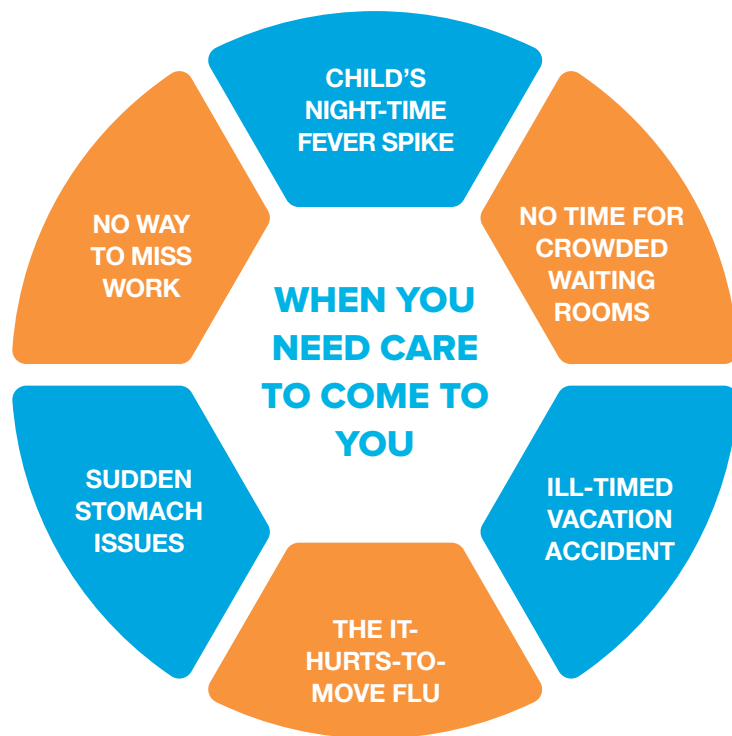 CHILD’S
NIGHT-TIME
FEVER SPIKE
NO TIME FOR
CROWDED
WAITING
ROOMS
ILL-TIMED
VACATION
ACCIDENT
THE IT-
HURTS-TO-
MOVE FLU
SUDDEN
STOMACH
ISSUES
NO WAY
TO MISS
WORK
WHEN YOU
NEED CARE
TO COME TO
YOU